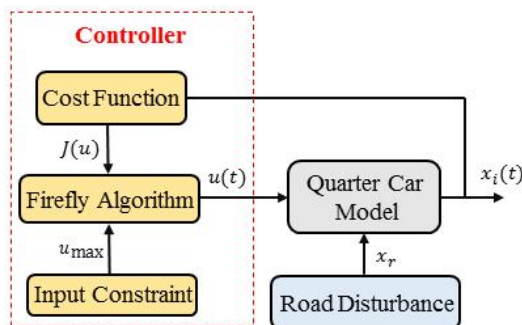 Controller
Cost Function
J(u)
u(t)
Firefly Algorithm
Quarter Car
Model
x_i(t)
u_max
x_r
Input Constraint
Road Disturbance